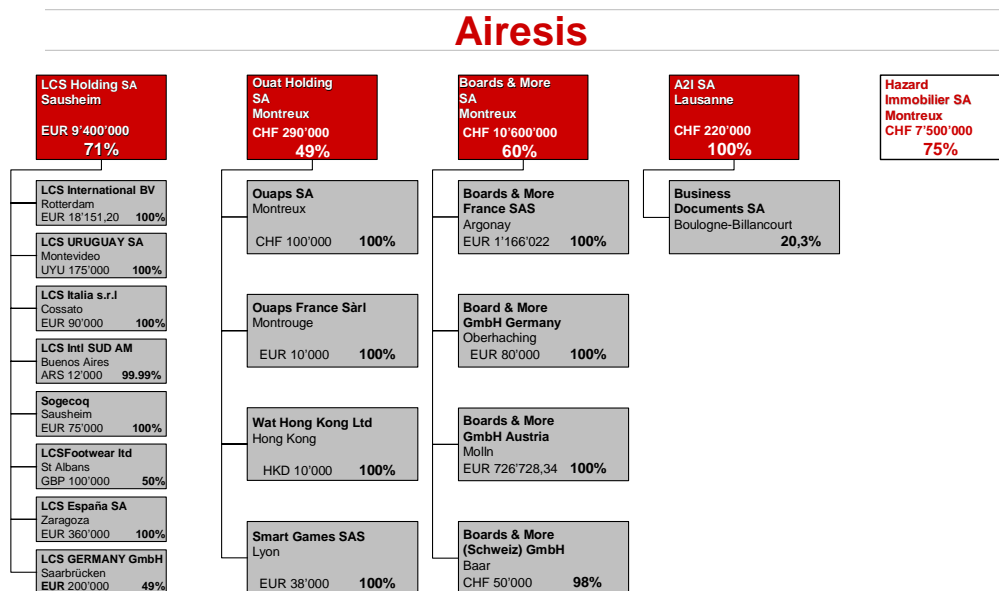 Airesis
LCS Holding SA
Sausheim
EUR 9'400'000
71%
LCS International BV
Rotterdam
EUR 18'151,20 100%
LCS URUGUAY SA
Montevideo
UYU 175'000 100%
LCS Italia s.r.l
Cossato
EUR 90'000 100%
LCS Intl SUD AM
Buenos Aires
ARS 12'000 99.99%
Sogecoq
Sausheim
EUR 75'000 100%
LCSFootwear ltd
St Albans
GBP 100'000 50%
LCS España SA
Zaragoza
EUR 360'000 100%
LCS GERMANY GmbH
Saarbrücken
EUR 200'000 49%
Ouat Holding
SA
Montreux
CHF 290'000
49%
Ouaps SA
Montreux
CHF 100'000 100%
Ouaps France Sàrl
Montrouge
EUR 10'000 100%
Wat Hong Kong Ltd
Hong Kong
HKD 10'000 100%
Smart Games SAS
Lyon
EUR 38'000 100%
Boards & More
SA
Montreux
CHF 10'600'000
60%
Boards & More
France SAS
Argonay
EUR 1'166'022 100%
Board & More
GmbH Germany
Oberhaching
EUR 80'000 100%
Boards & More
GmbH Austria
Molln
EUR 726'728,34 100%
Boards & More
(Schweiz) GmbH
Baar
CHF 50'000 98%
A2I SA
Lausanne
CHF 220'000
100%
Business
Documents SA
Boulogne-Billancourt
20,3%
Hazard
Immobilier SA
Montreux
CHF 7'500'000
75%